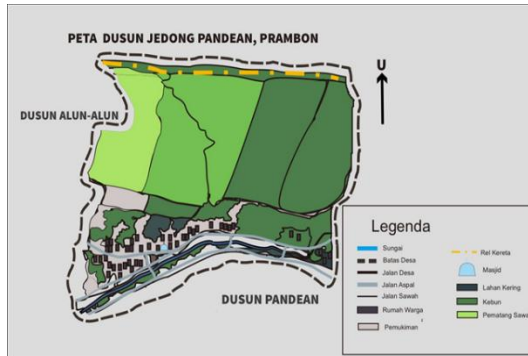 PETA DUSUN JEDONG PANDEAN, PRAMBON
U
DUSUN ALUN-ALUN
DUSUN PANDEAN
Legenda
Sungai
Batas Desa
Jalan Desa
Jalan Aspal
Jalan Sawah
Rumah Warga
Pemukiman
Rel Kereta
Masjid
Lahan Kering
Kebun
Pematang Sawa